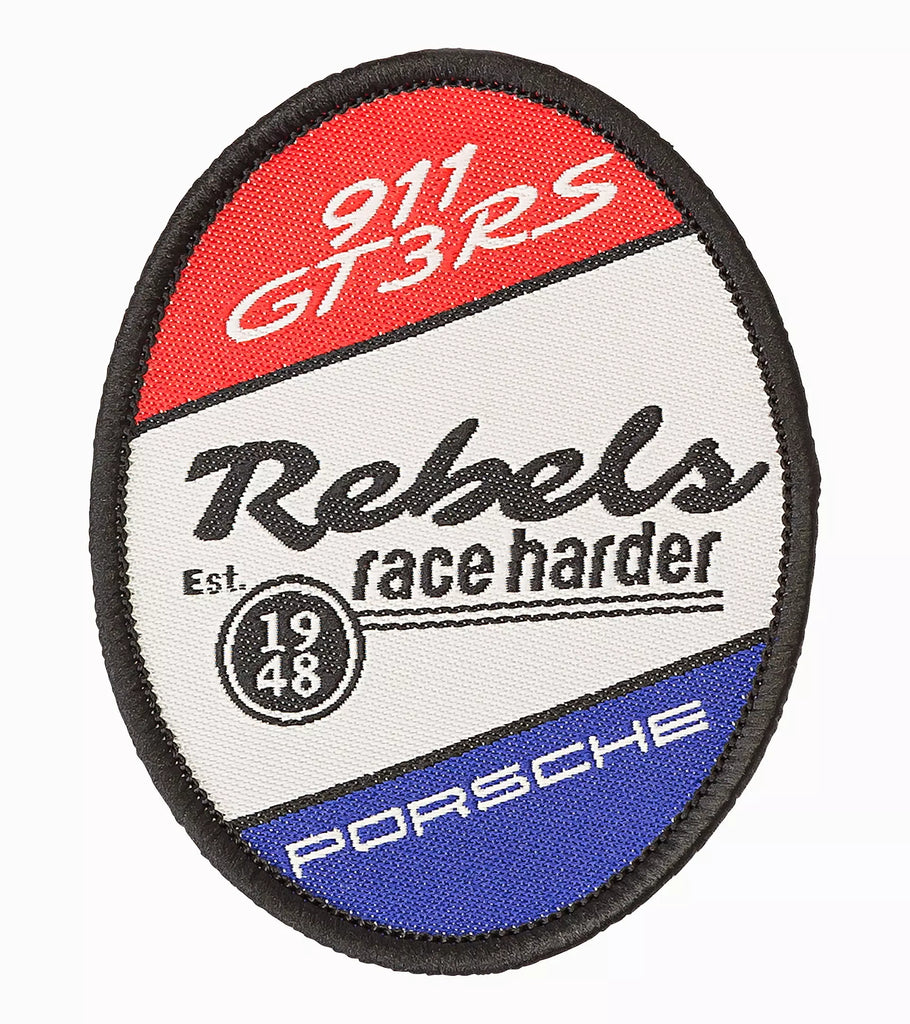 911
GT3RS
Rebels
race harder
Est.
19
48
PORSCHE